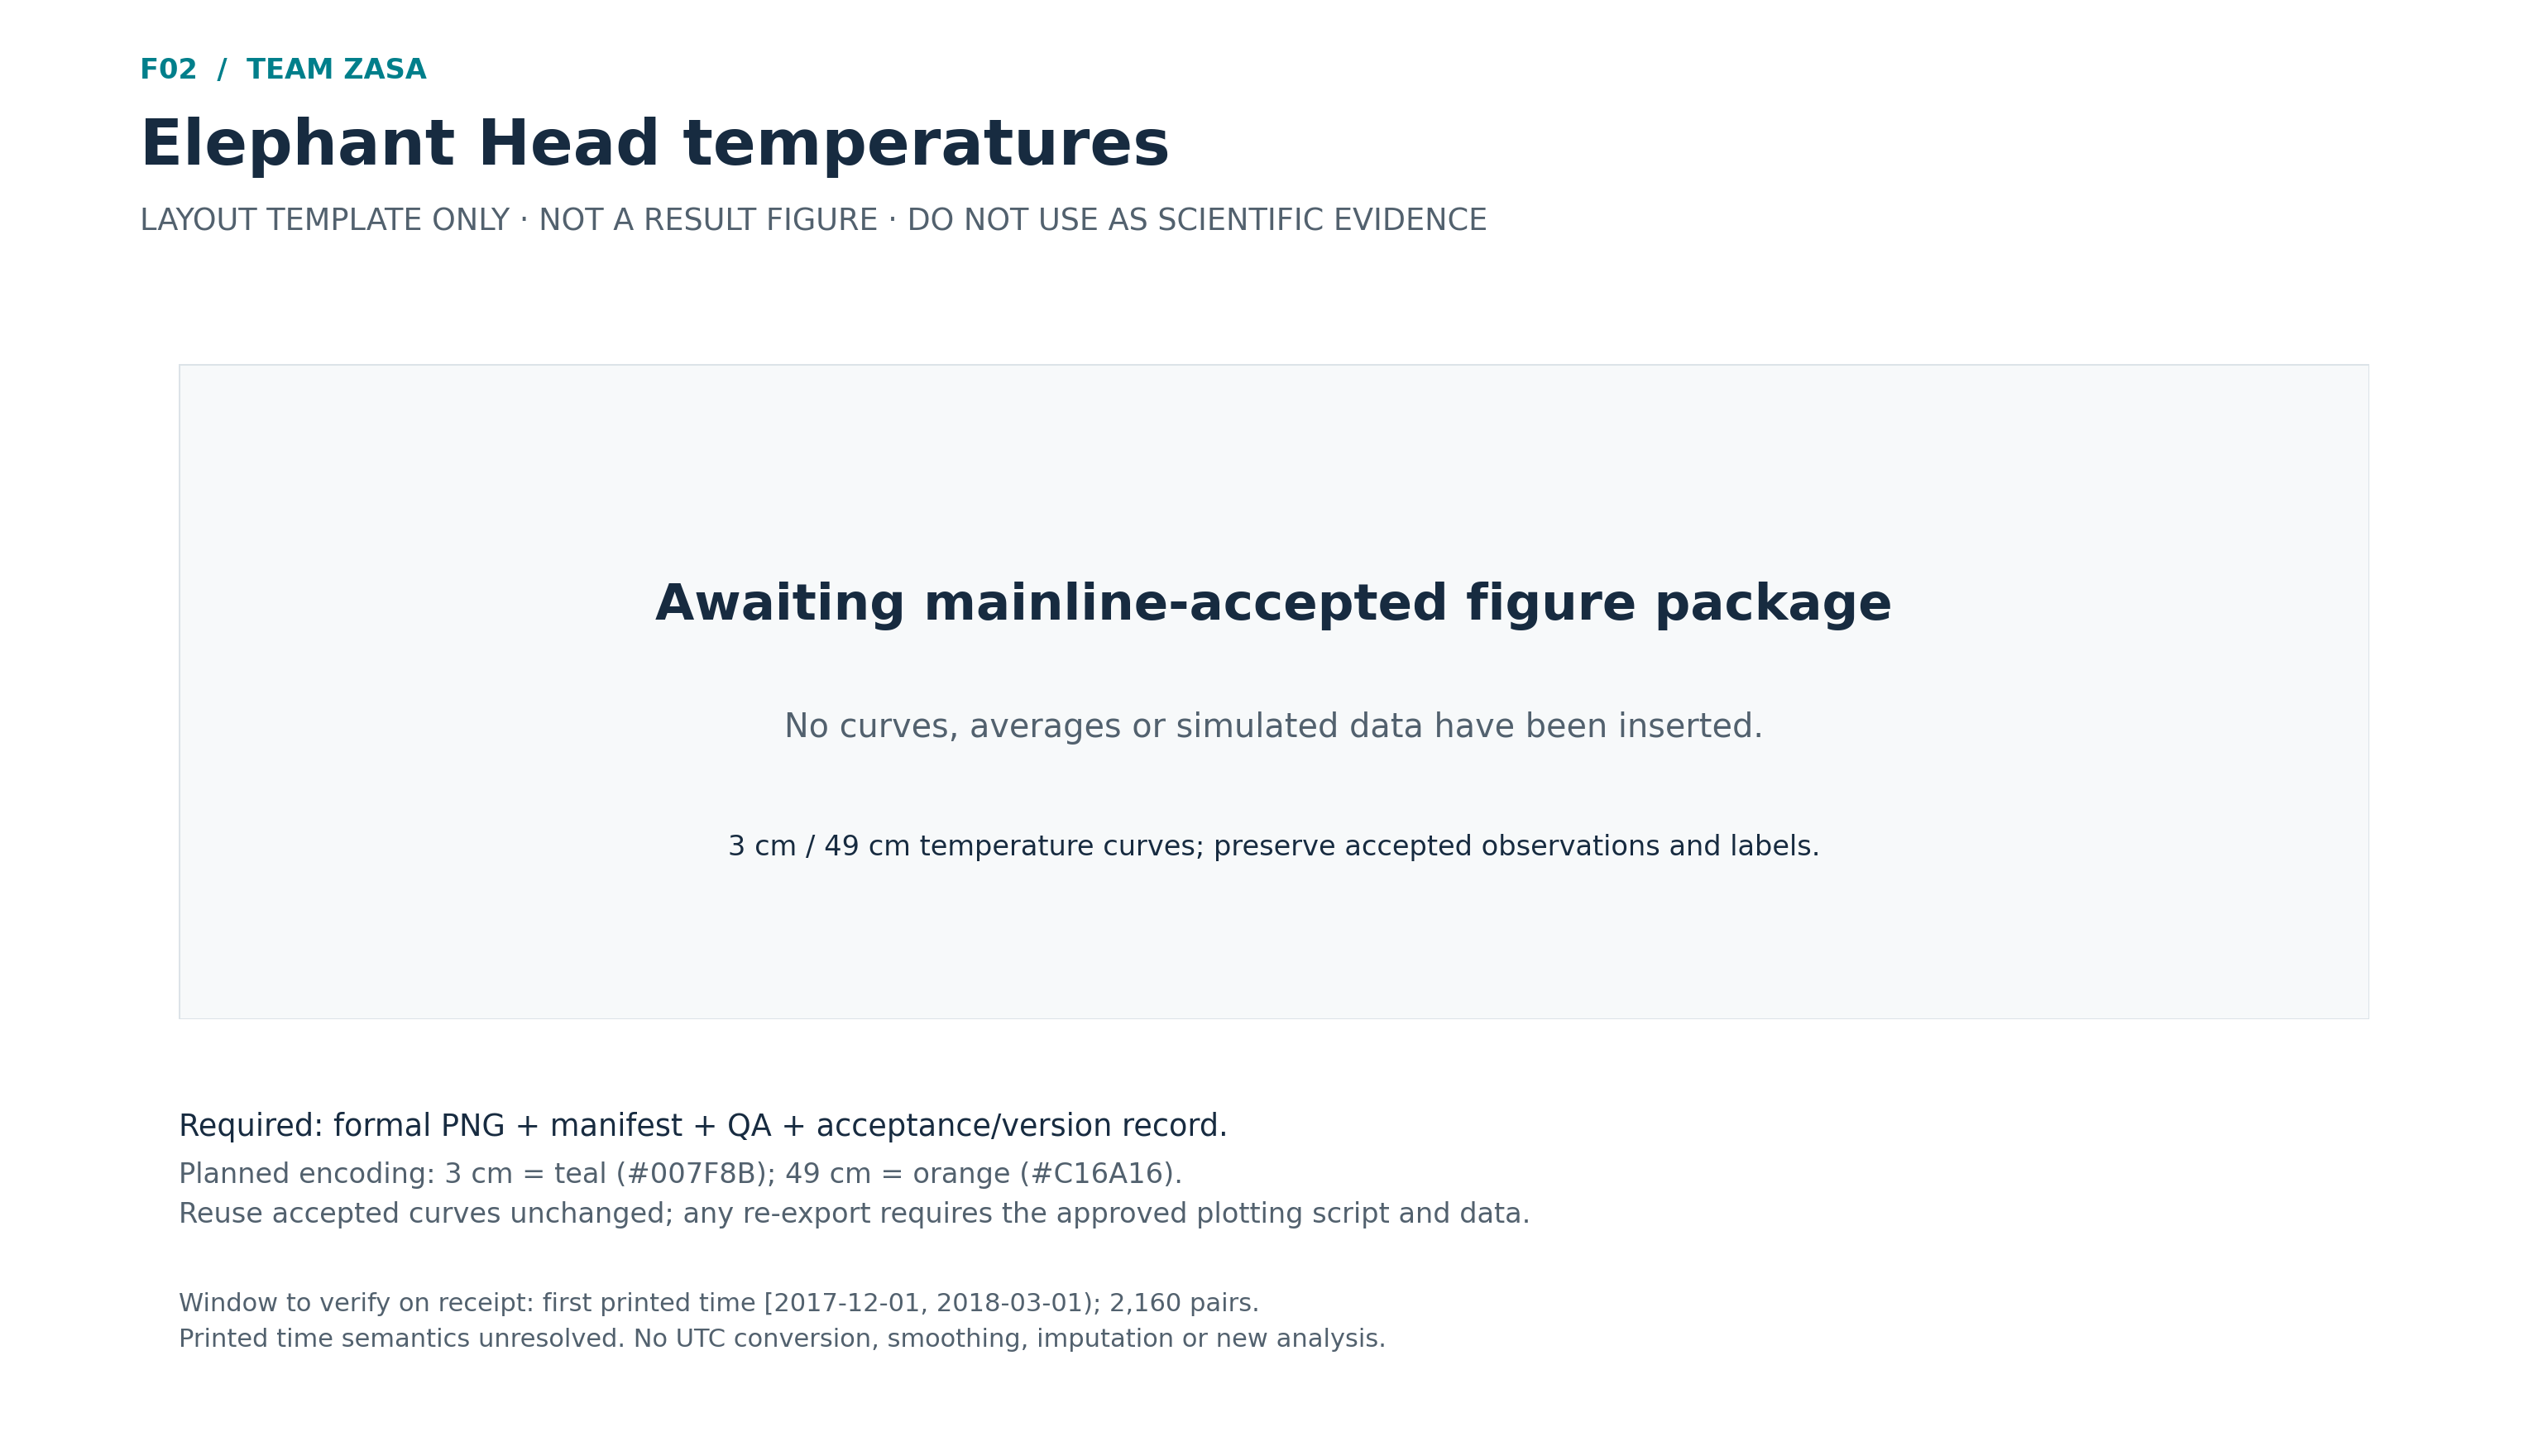 F02 / TEAM ZASA
Elephant Head temperatures
LAYOUT TEMPLATE ONLY · NOT A RESULT FIGURE · DO NOT USE AS SCIENTIFIC EVIDENCE
Awaiting mainline-accepted figure package
No curves, averages or simulated data have been inserted.
3 cm / 49 cm temperature curves; preserve accepted observations and labels.
Required: formal PNG + manifest + QA + acceptance/version record.
Planned encoding: 3 cm = teal (#007F8B); 49 cm = orange (#C16A16).
Reuse accepted curves unchanged; any re-export requires the approved plotting script and data.
Window to verify on receipt: first printed time [2017-12-01, 2018-03-01); 2,160 pairs.
Printed time semantics unresolved. No UTC conversion, smoothing, imputation or new analysis.